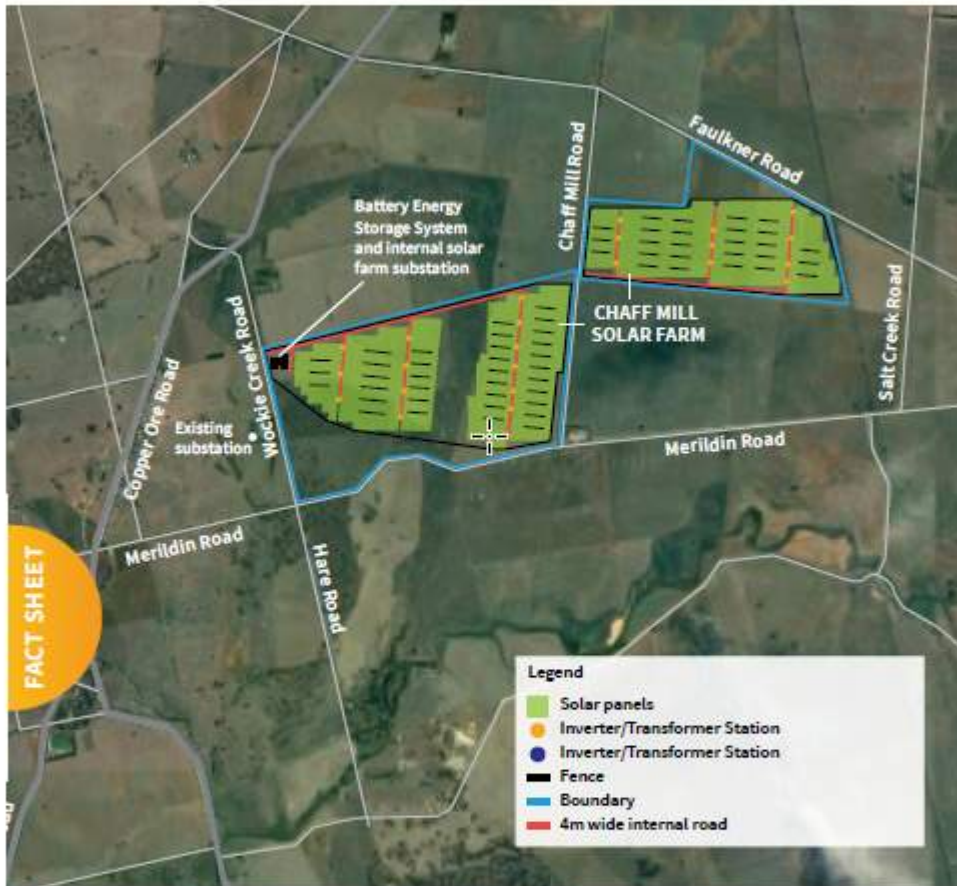 Faulkner Road
Chaff Mill Road
Battery Energy
Storage System
and internal solar
farm substation
CHAFF MILL
SOLAR FARM
Salt Creek Road
Wockie Creek Road
Copper Ore Road
Existing
substation
Merildin Road
Merildin Road
Hare Road
FACT SHEET
Legend
Solar panels
Inverter/Transformer Station
Inverter/Transformer Station
Fence
Boundary
4m wide internal road